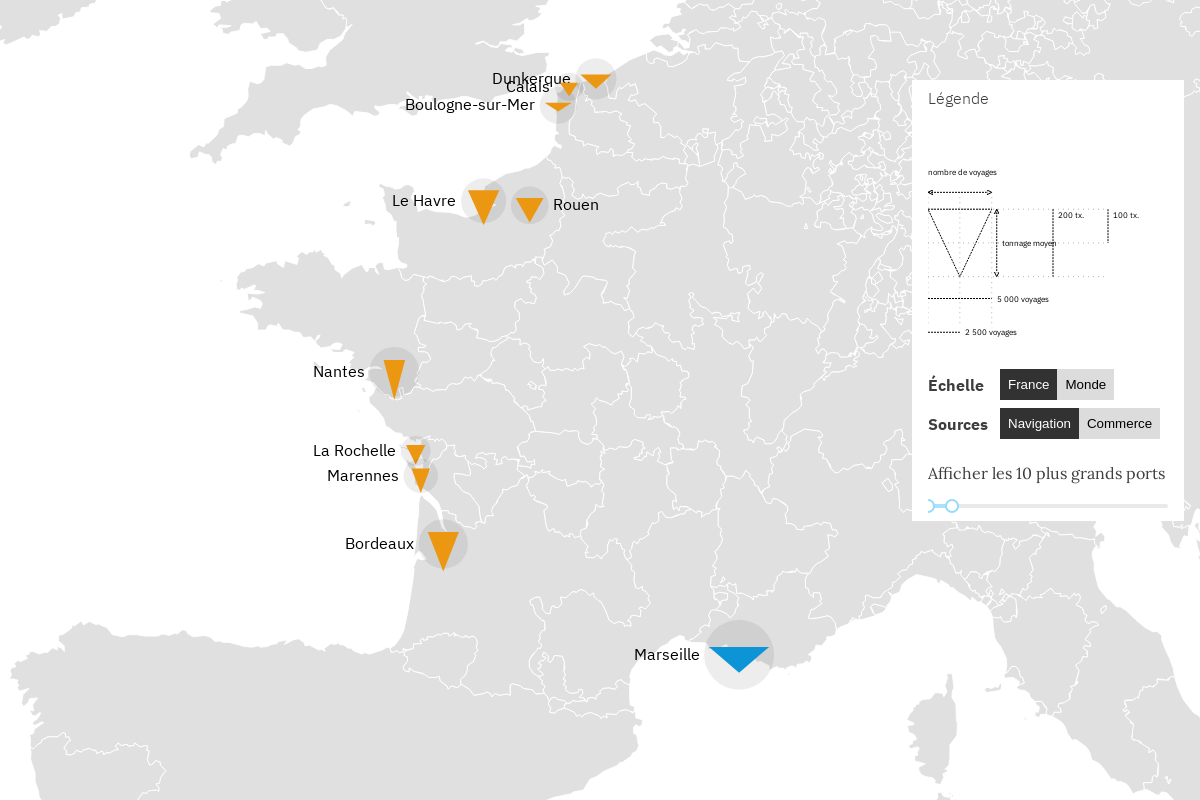 Dunkerque
Calais
Boulogne-sur-Mer
Le Havre
Rouen
Nantes
La Rochelle
Marennes
Bordeaux
Marseille
Légende
nombre de voyages
200 tx.
100 tx.
tonnage moyen
5 000 voyages
2 500 voyages
Échelle France Monde
Sources Navigation Commerce
Afficher les 10 plus grands ports